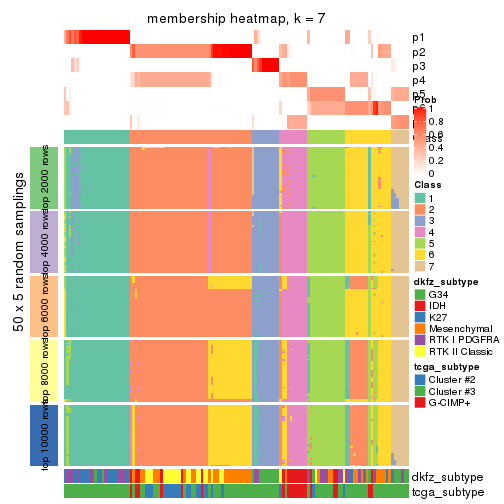 membership heatmap, k = 7
p1
p2
p3
p4
p5
p6
Prob
1
0.8
0.6
0.4
0.2
0
Class
1
2
3
4
5
6
7
dkfz_subtype
G34
IDH
K27
Mesenchymal
RTK I PDGFRA
RTK II Classic
tcga_subtype
Cluster #2
Cluster #3
G-CIMP+
50 x 5 random samplings
top 2000 rows
top 4000 rows
top 6000 rows
top 8000 rows
top 10000 rows
dkfz_subtype
tcga_subtype